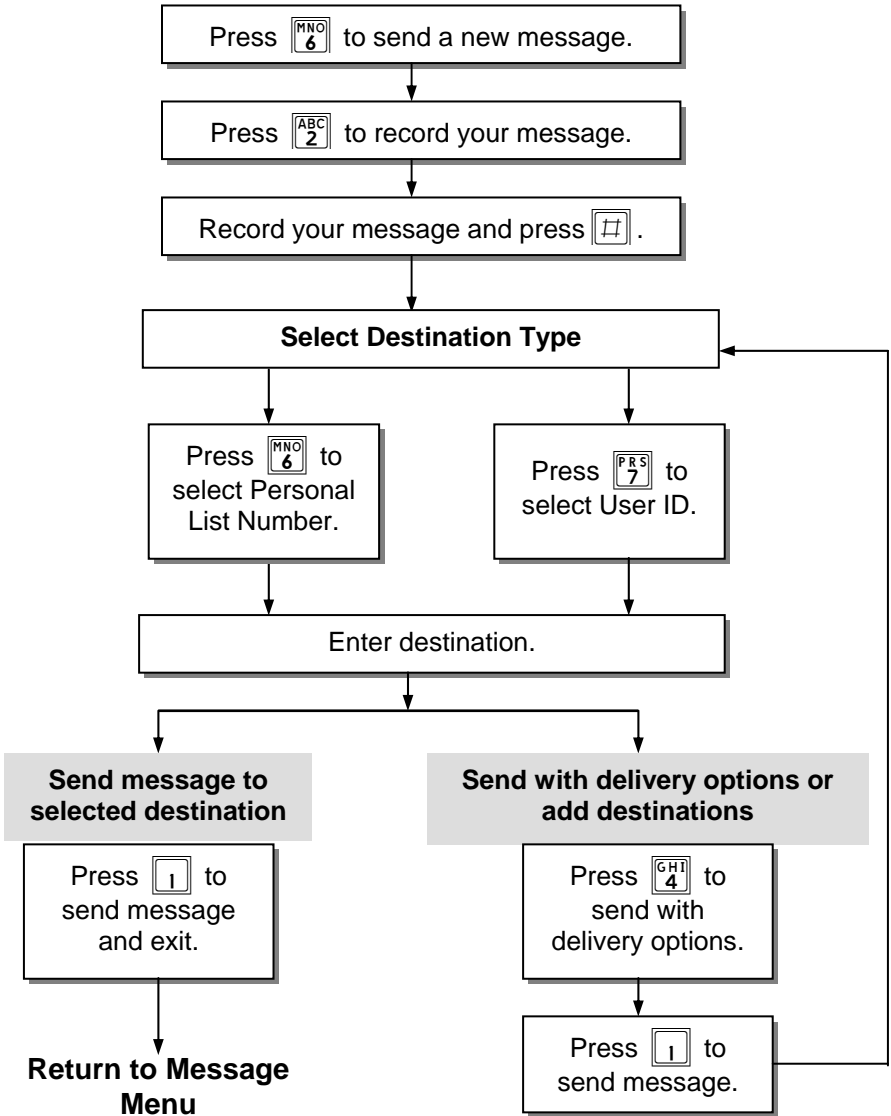 Press MNO 6 to send a new message.
Press ABC 2 to record your message.
Record your message and press # .
Select Destination Type
Press MNO 6 to
select Personal
List Number.
Press PRS 7 to
select User ID.
Enter destination.
Send message to
selected destination
Press 1 to
send message
and exit.
Return to Message
Menu
Send with delivery options or
add destinations
Press GHI 4 to
send with
delivery options.
Press 1 to
send message.